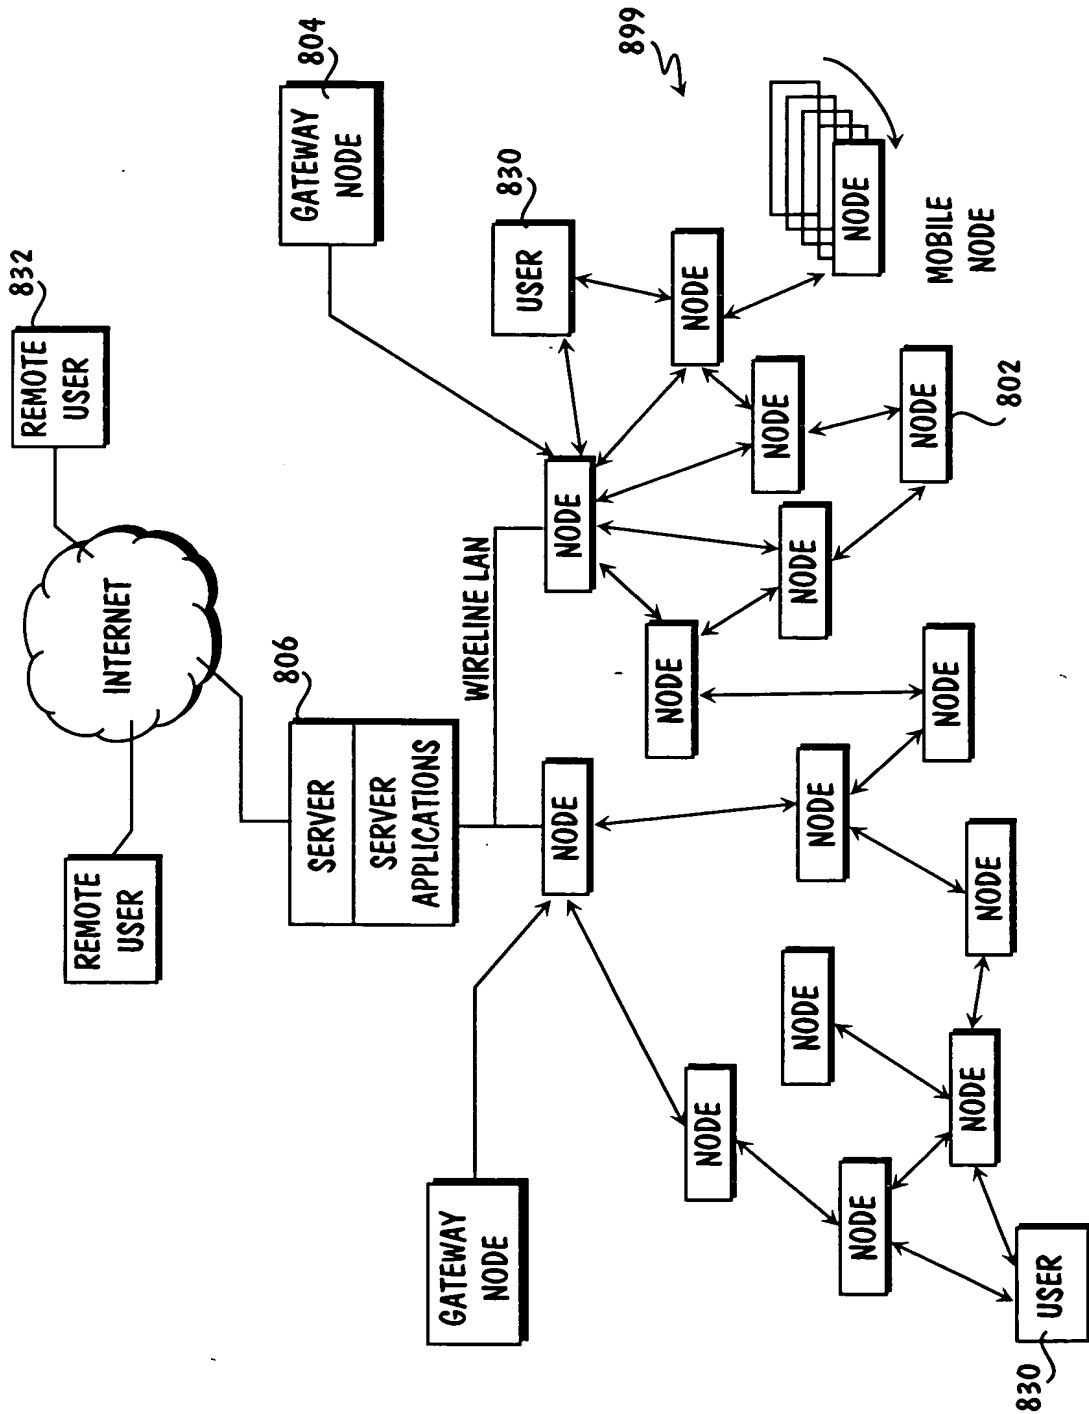 832
REMOTE
USER
REMOTE
USER
INTERNET
804
GATEWAY
NODE
806
SERVER
SERVER
APPLICATIONS
GATEWAY
NODE
WIRELINE LAN
830
USER
899
NODE
NODE
NODE
NODE
NODE
NODE
NODE
NODE
NODE
NODE
NODE
MOBILE
NODE
NODE
802
NODE
NODE
NODE
USER
830